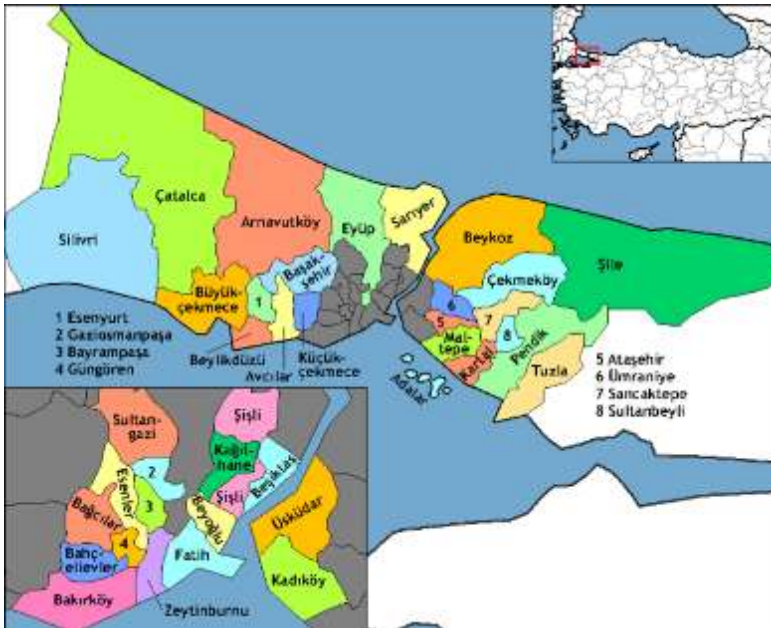 Çatalca
Silivri
Arnavutköy
Eyüp
Sarıyer
Beykoz
Şile
Çekmeköy
Büyük-
çekmece
1
Başak-
şehir
6
5
7
8
Mal-
tepe
Kartal
Pendik
Tuzla
Adalar
Beylikdüzü
Avcılar
Küçük-
çekmece
1 Esenyurt
2 Gaziosmanpaşa
3 Bayrampaşa
4 Güngören
5 Ataşehir
6 Ümraniye
7 Sancaktepe
8 Sultanbeyli
Sultan-
gazi
Şişli
Kağıt-
hane
Beşiktaş
Şişli
2
Esenler
3
Bağcılar
4
Beyoğlu
Üsküdar
Bahç-
elievler
Fatih
Kadıköy
Bakırköy
Zeytinburnu